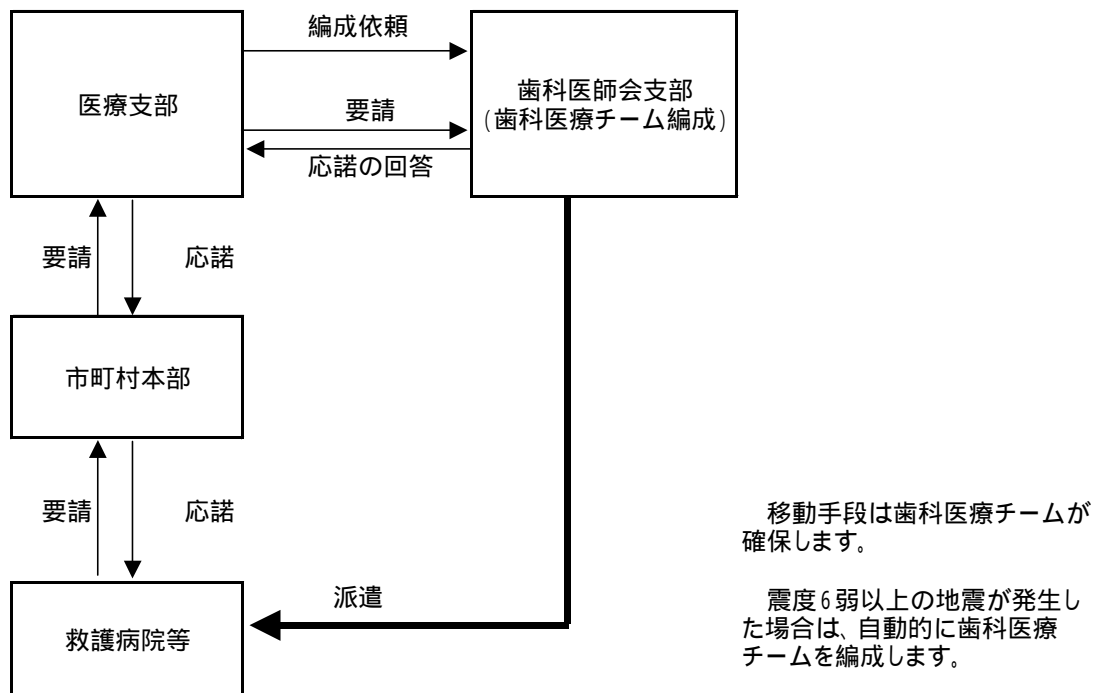 編成依頼
医療支部
歯科医師会支部
(歯科医療チーム編成)
要請
応諾の回答
要請
応諾
市町村本部
要請
応諾
移動手段は歯科医療チームが
確保します。
震度6弱以上の地震が発生し
た場合は、自動的に歯科医療
チームを編成します。
派遣
救護病院等